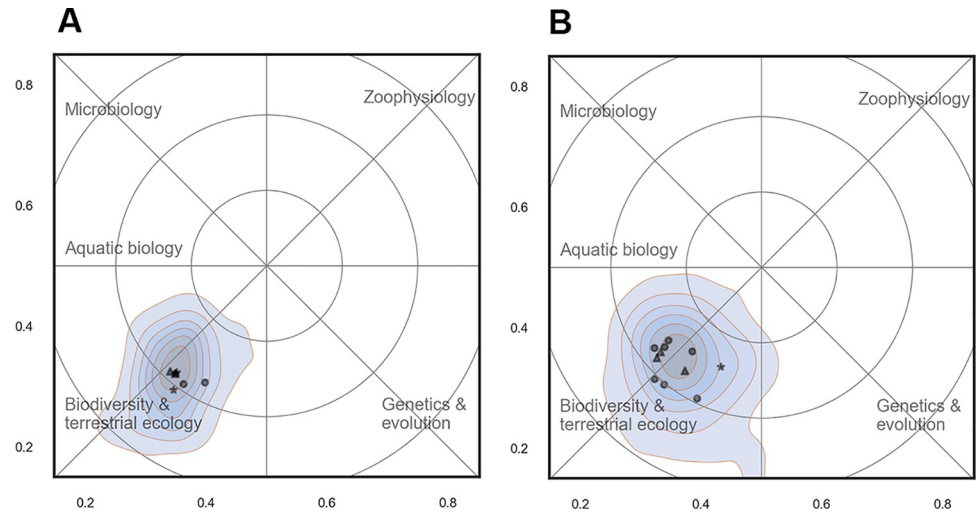 A
B
0.8
0.6
0.4
0.2
Microbiology
Zoophysiology
Aquatic biology
Biodiversity &
terrestrial ecology
Genetics &
evolution
0.2
0.4
0.6
0.8
0.8
0.6
0.4
0.2
Microbiology
Zoophysiology
Aquatic biology
Biodiversity &
terrestrial ecology
Genetics &
evolution
0.2
0.4
0.6
0.8